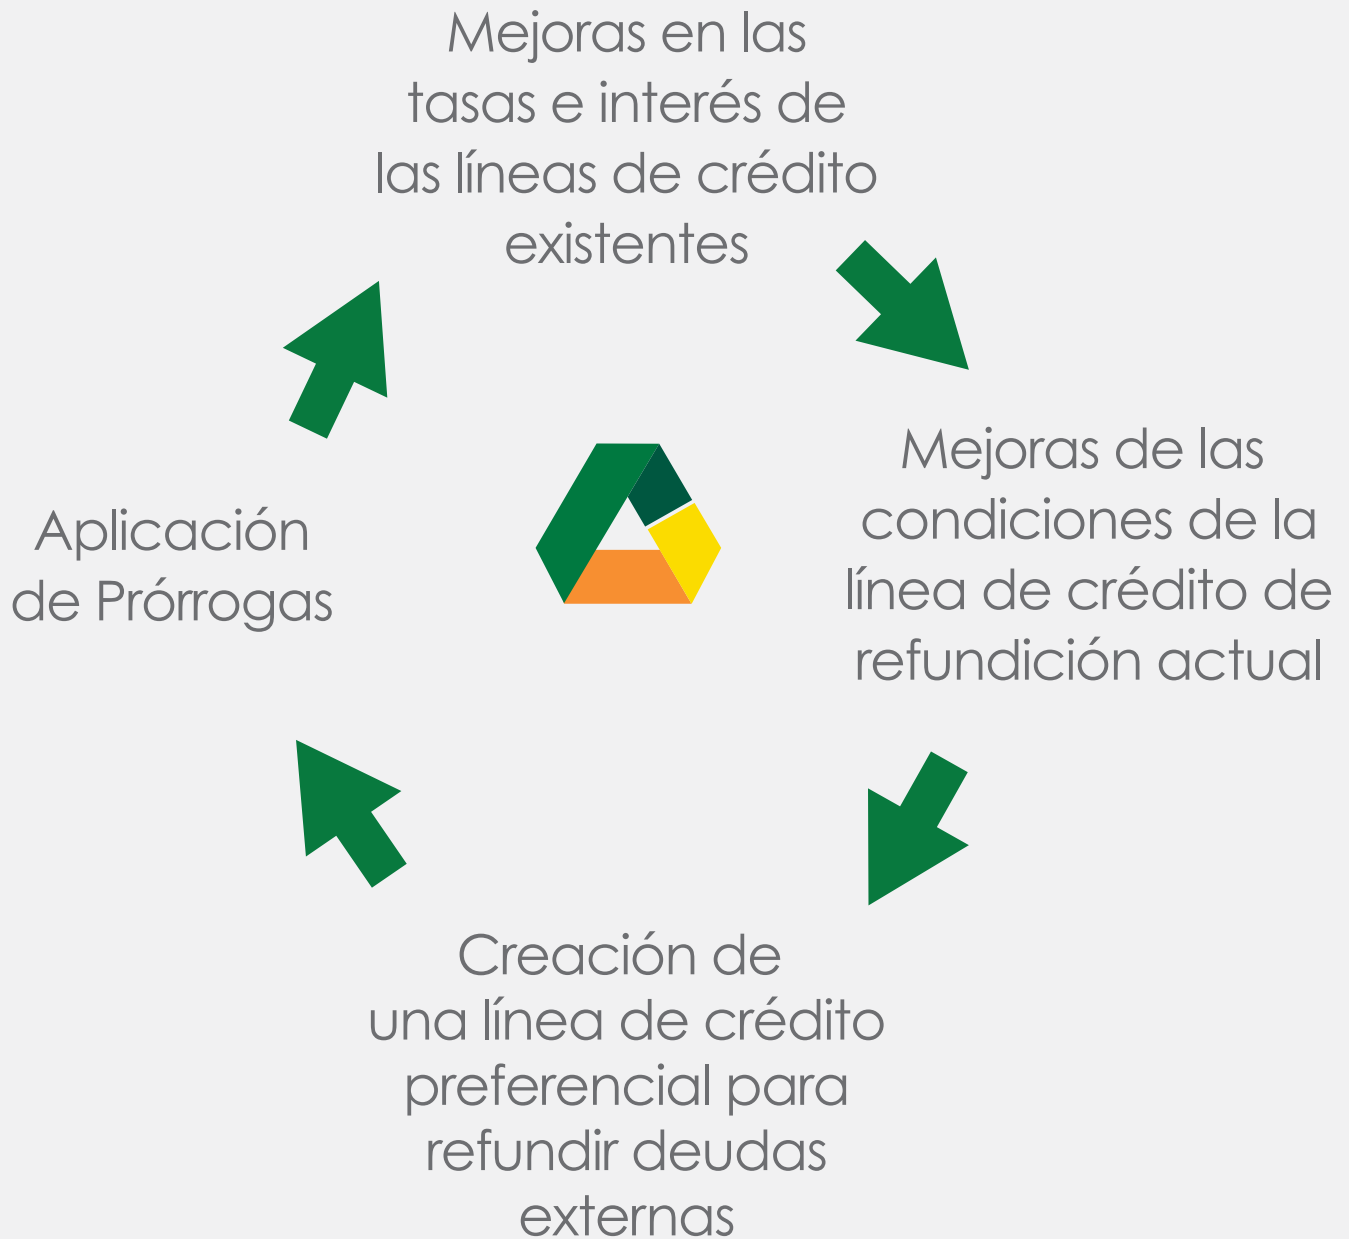 Mejoras en las
tasas e interés de
las líneas de crédito
existentes
Mejoras de las
condiciones de la
línea de crédito de
refundición actual
Creación de
una línea de crédito
preferencial para
refundir deudas
externas
Aplicación
de Prórrogas